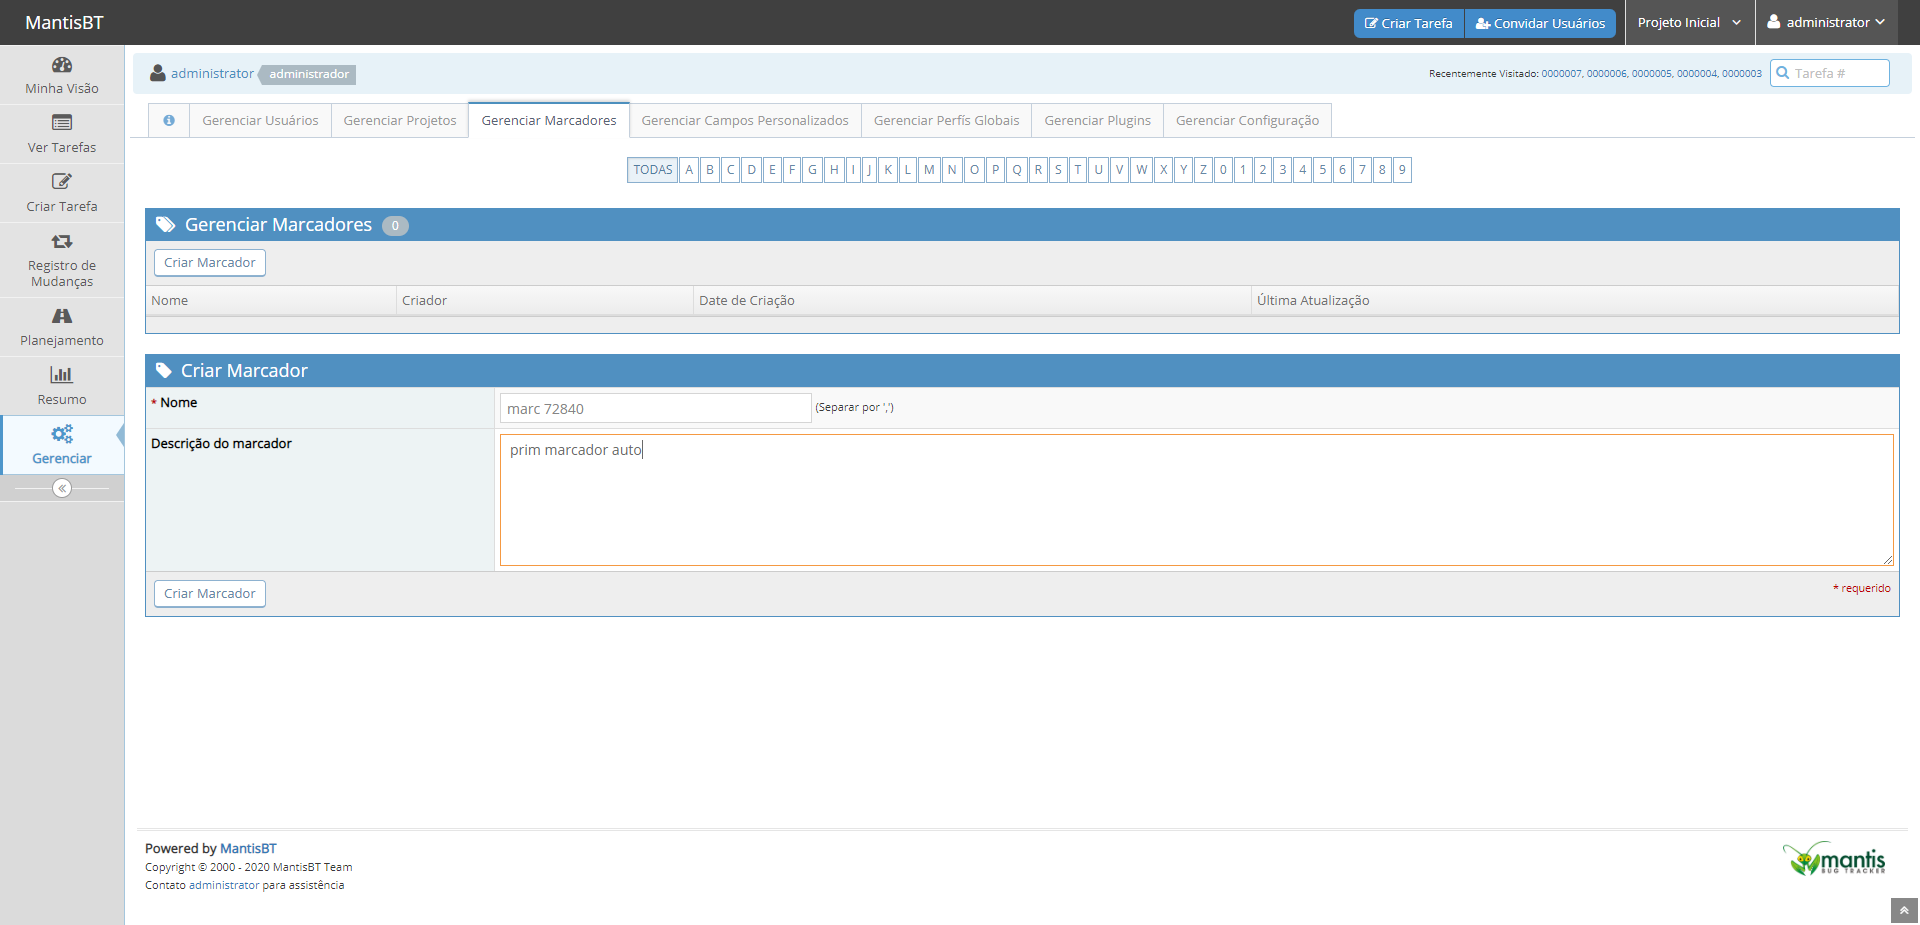 MantisBT
Criar Tarefa
Convidar Usuários
Projeto Inicial
administrator
Minha Visão
Ver Tarefas
Criar Tarefa
Registro de
Mudanças
Planejamento
Resumo
Gerenciar
administrator administrador
Recentemente Visitado: 0000007, 0000006, 0000005, 0000004, 0000003
Tarefa #
Gerenciar Usuários
Gerenciar Projetos
Gerenciar Marcadores
Gerenciar Campos Personalizados
Gerenciar Perfís Globais
Gerenciar Plugins
Gerenciar Configuração
TODAS A B C D E F G H I J K L M N O P Q R S T U V W X Y Z 0 1 2 3 4 5 6 7 8 9
Gerenciar Marcadores 0
Criar Marcador
Nome Criador Date de Criação Última Atualização
Criar Marcador
* Nome
marc 72840 (Separar por ',')
Descrição do marcador
prim marcador auto
Criar Marcador
* requerido
Powered by MantisBT
Copyright © 2000 - 2020 MantisBT Team
Contato administrator para assistência
mantis
BUG TRACKER